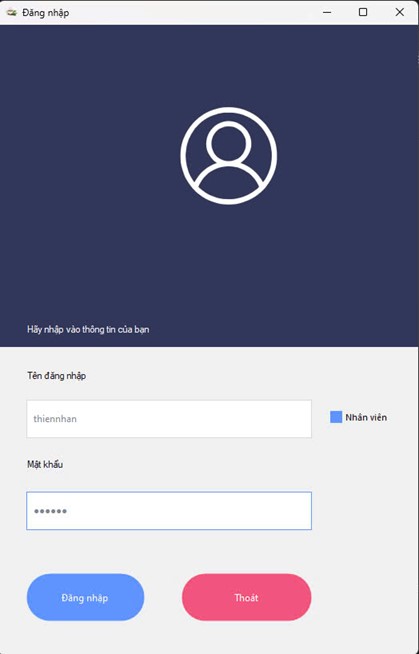 Đăng nhập
Hãy nhập vào thông tin của bạn
Tên đăng nhập
thiennhan
Nhân viên
Mật khẩu
••••••
Đăng nhập
Thoát